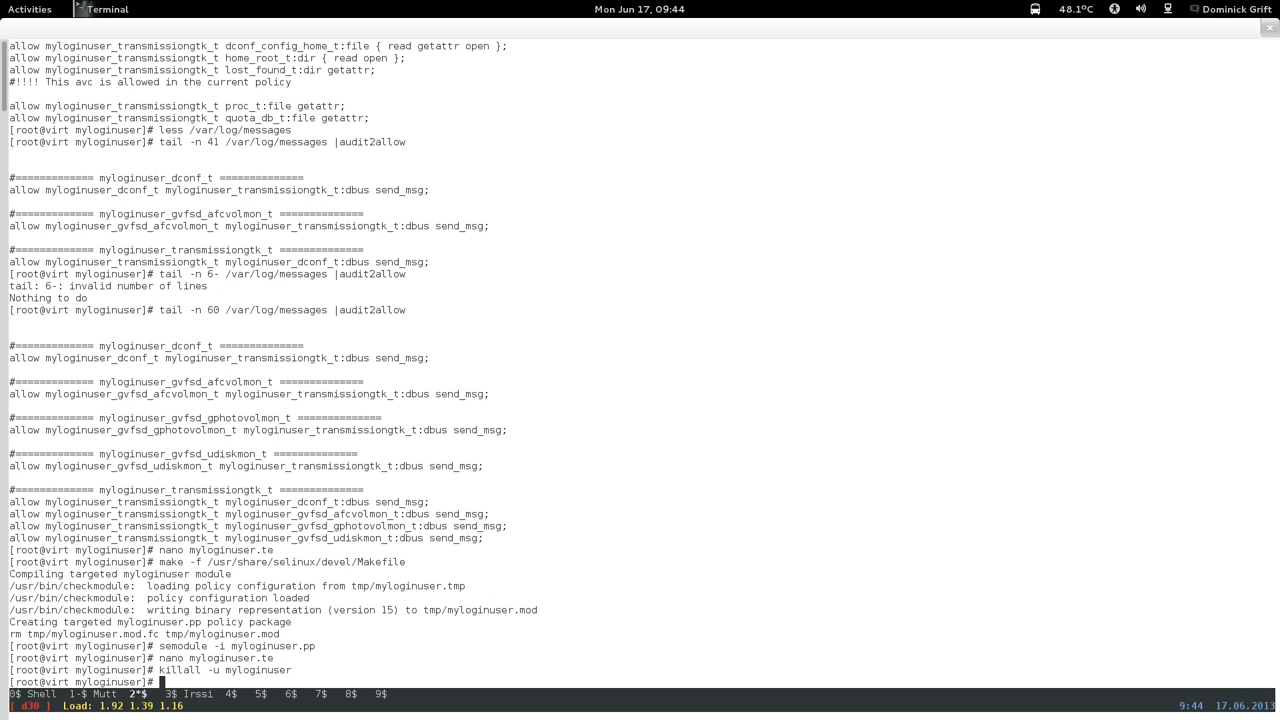 Activities Terminal Mon Jun 17, 09:44 48.1ºC Dominick Grift
allow myloginuser_transmissiongtk_t dconf_config_home_t:file { read getattr open };
allow myloginuser_transmissiongtk_t home_root_t:dir { read open };
allow myloginuser_transmissiongtk_t lost_found_t:dir getattr;
#!!!! This avc is allowed in the current policy
allow myloginuser_transmissiongtk_t proc_t:file getattr;
allow myloginuser_transmissiongtk_t quota_db_t:file getattr;
[root@virt myloginuser]# less /var/log/messages
[root@virt myloginuser]# tail -n 41 /var/log/messages |audit2allow
#============= myloginuser_dconf_t ==============
allow myloginuser_dconf_t myloginuser_transmissiongtk_t:dbus send_msg;
#============= myloginuser_gvfsd_afcvolmon_t ==============
allow myloginuser_gvfsd_afcvolmon_t myloginuser_transmissiongtk_t:dbus send_msg;
#============= myloginuser_transmissiongtk_t ==============
allow myloginuser_transmissiongtk_t myloginuser_dconf_t:dbus send_msg;
[root@virt myloginuser]# tail -n 6- /var/log/messages |audit2allow
tail: 6-: invalid number of lines
Nothing to do
[root@virt myloginuser]# tail -n 60 /var/log/messages |audit2allow
#============= myloginuser_dconf_t ==============
allow myloginuser_dconf_t myloginuser_transmissiongtk_t:dbus send_msg;
#============= myloginuser_gvfsd_afcvolmon_t ==============
allow myloginuser_gvfsd_afcvolmon_t myloginuser_transmissiongtk_t:dbus send_msg;
#============= myloginuser_gvfsd_gphotovolmon_t ==============
allow myloginuser_gvfsd_gphotovolmon_t myloginuser_transmissiongtk_t:dbus send_msg;
#============= myloginuser_gvfsd_udiskmon_t ==============
allow myloginuser_gvfsd_udiskmon_t myloginuser_transmissiongtk_t:dbus send_msg;
#============= myloginuser_transmissiongtk_t ==============
allow myloginuser_transmissiongtk_t myloginuser_dconf_t:dbus send_msg;
allow myloginuser_transmissiongtk_t myloginuser_gvfsd_afcvolmon_t:dbus send_msg;
allow myloginuser_transmissiongtk_t myloginuser_gvfsd_gphotovolmon_t:dbus send_msg;
allow myloginuser_transmissiongtk_t myloginuser_gvfsd_udiskmon_t:dbus send_msg;
[root@virt myloginuser]# nano myloginuser.te
[root@virt myloginuser]# make -f /usr/share/selinux/devel/Makefile
Compiling targeted myloginuser module
/usr/bin/checkmodule:  loading policy configuration from tmp/myloginuser.tmp
/usr/bin/checkmodule:  policy configuration loaded
/usr/bin/checkmodule:  writing binary representation (version 15) to tmp/myloginuser.mod
Creating targeted myloginuser.pp policy package
rm tmp/myloginuser.mod.fc tmp/myloginuser.mod
[root@virt myloginuser]# semodule -i myloginuser.pp
[root@virt myloginuser]# nano myloginuser.te
[root@virt myloginuser]# killall -u myloginuser
[root@virt myloginuser]#
0$ Shell  1-$ Mutt  2*$  3$ Irssi  4$  5$  6$  7$  8$  9$
[ d30 ]  Load: 1.92 1.39 1.16 9:44 17.06.2013